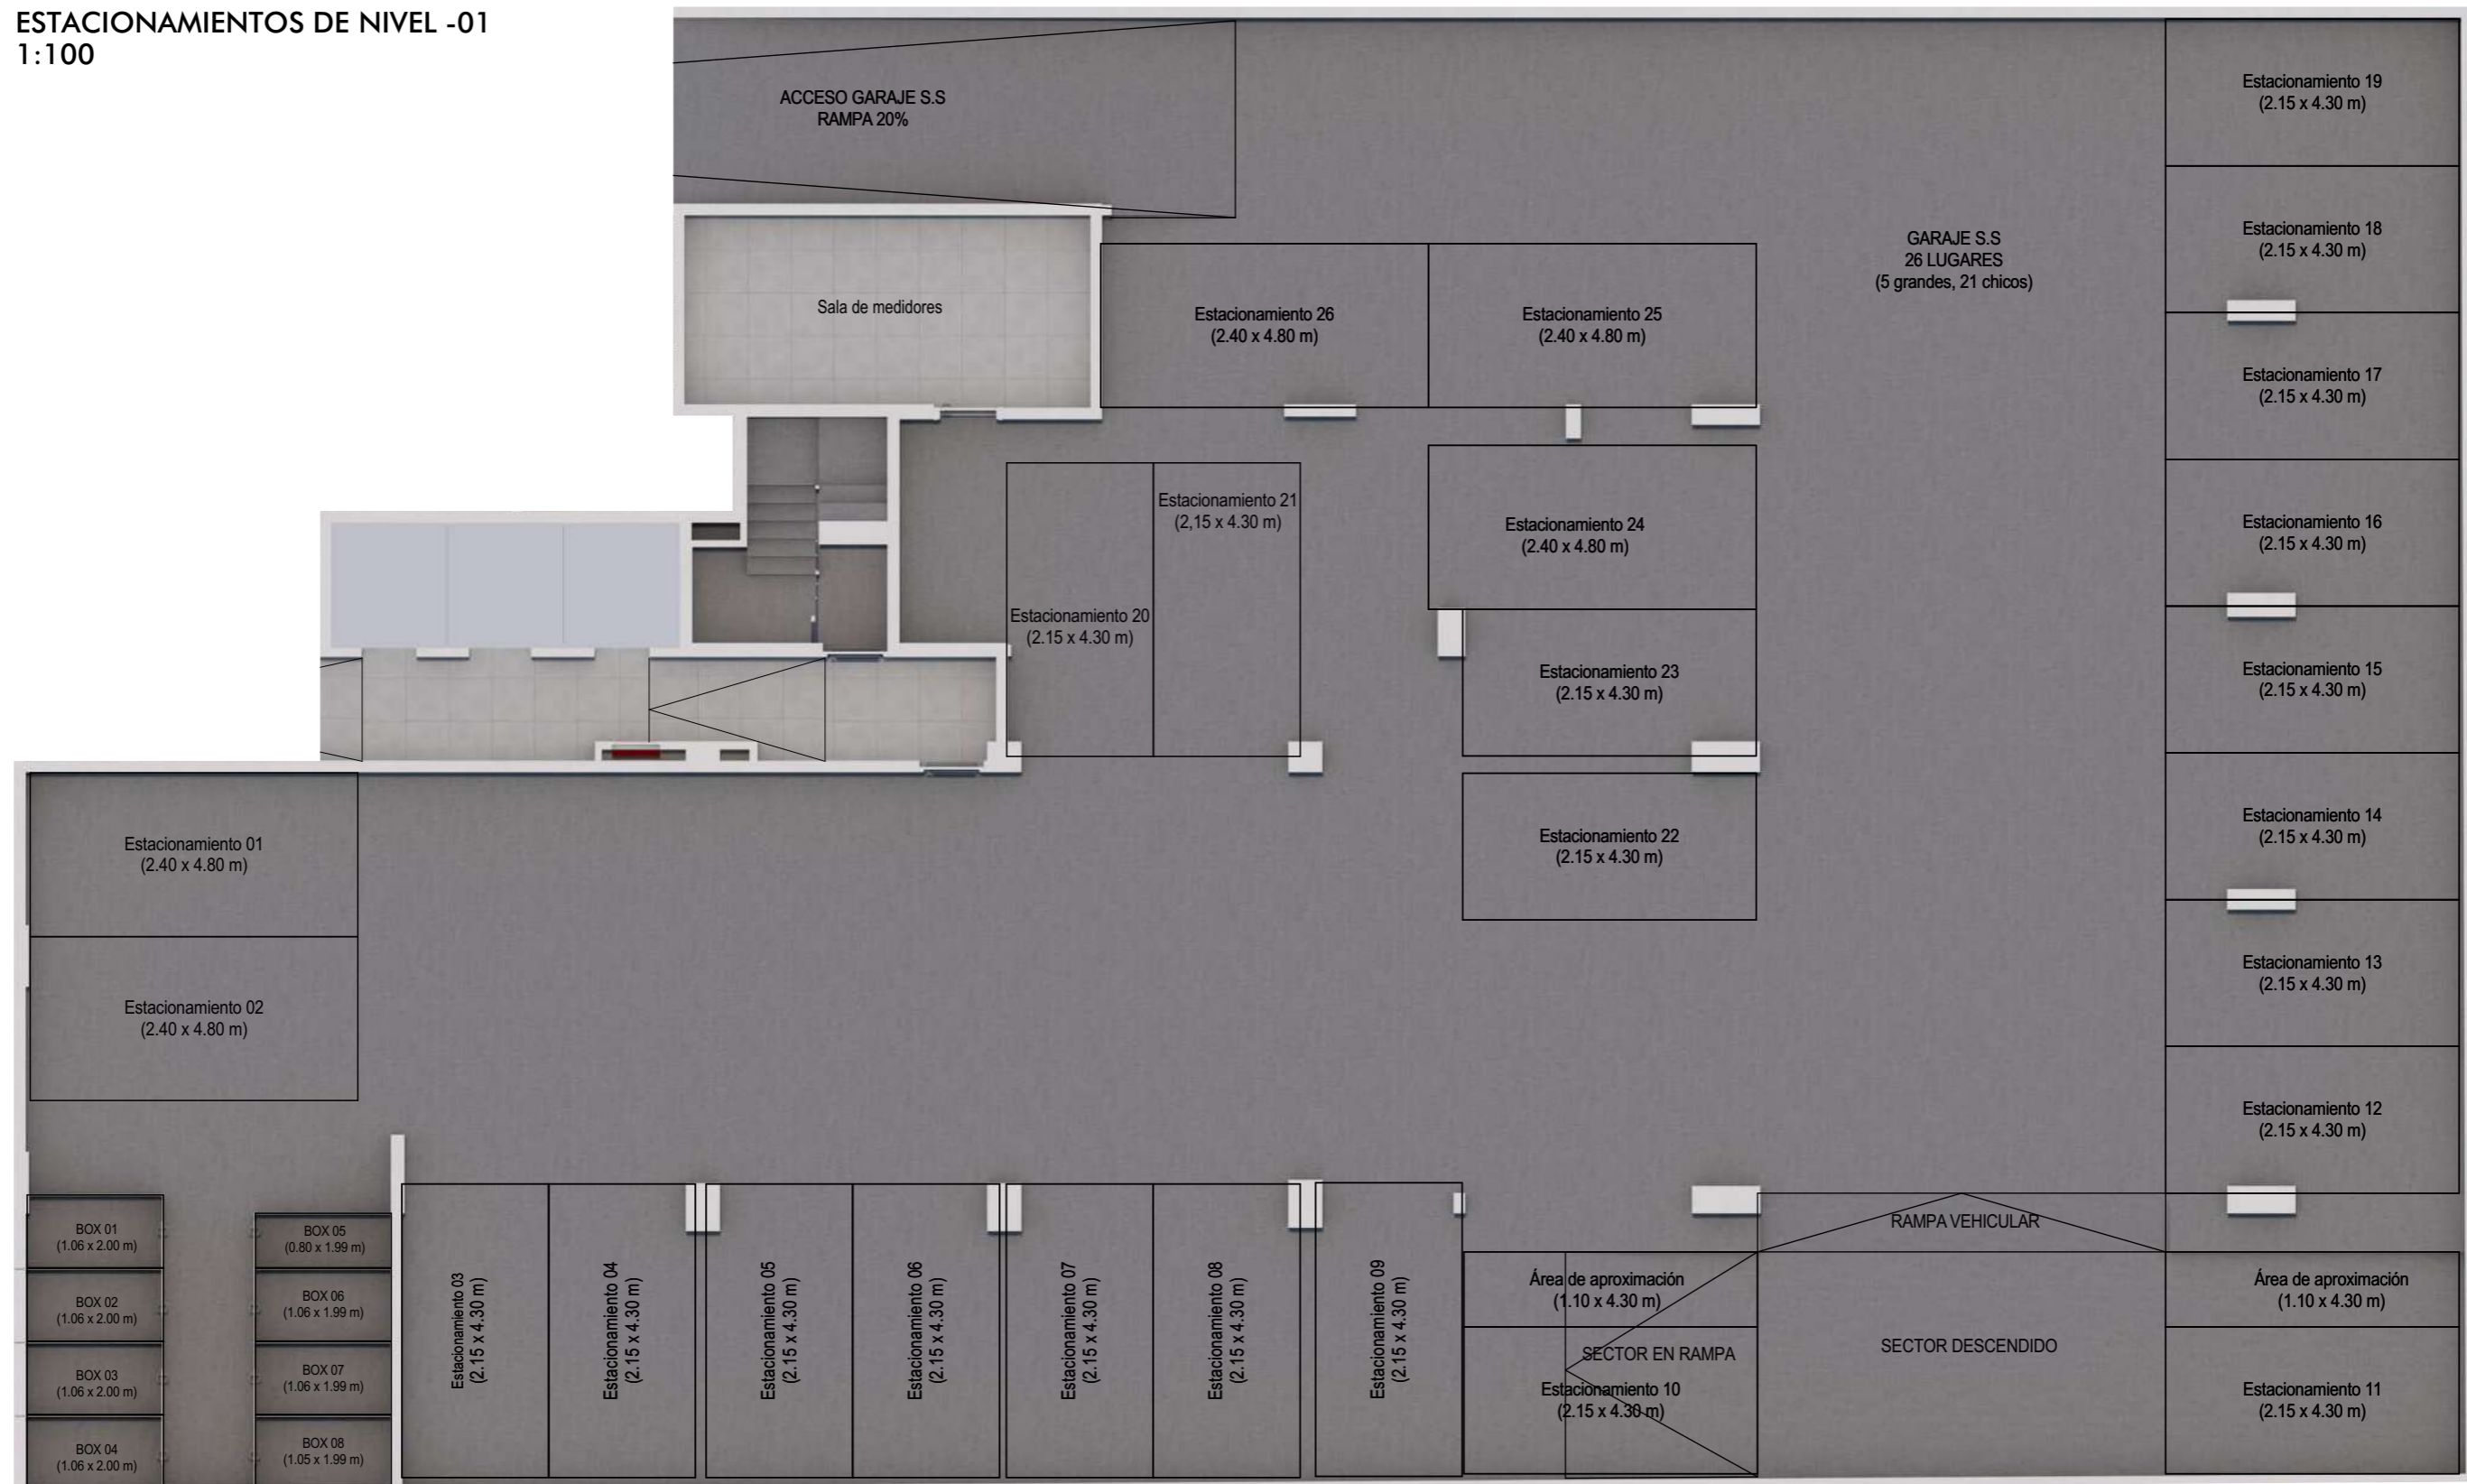 ESTACIONAMIENTOS DE NIVEL -01
1:100
ACCESO GARAJE S.S
RAMPA 20%
Estacionamiento 19
(2.15 x 4.30 m)
Estacionamiento 18
(2.15 x 4.30 m)
GARAJE S.S
26 LUGARES
(5 grandes, 21 chicos)
Sala de medidores
Estacionamiento 26
(2.40 x 4.80 m)
Estacionamiento 25
(2.40 x 4.80 m)
Estacionamiento 17
(2.15 x 4.30 m)
Estacionamiento 21
(2,15 x 4.30 m)
Estacionamiento 24
(2.40 x 4.80 m)
Estacionamiento 16
(2.15 x 4.30 m)
Estacionamiento 20
(2.15 x 4.30 m)
Estacionamiento 23
(2.15 x 4.30 m)
Estacionamiento 15
(2.15 x 4.30 m)
Estacionamiento 01
(2.40 x 4.80 m)
Estacionamiento 22
(2.15 x 4.30 m)
Estacionamiento 14
(2.15 x 4.30 m)
Estacionamiento 02
(2.40 x 4.80 m)
Estacionamiento 13
(2.15 x 4.30 m)
Estacionamiento 12
(2.15 x 4.30 m)
BOX 01
(1.06 x 2.00 m)
BOX 05
(0.80 x 1.99 m)
BOX 02
(1.06 x 2.00 m)
BOX 06
(1.06 x 1.99 m)
BOX 03
(1.06 x 2.00 m)
BOX 07
(1.06 x 1.99 m)
BOX 04
(1.06 x 2.00 m)
BOX 08
(1.05 x 1.99 m)
Estacionamiento 03
(2.15 x 4.30 m)
Estacionamiento 04
(2.15 x 4.30 m)
Estacionamiento 05
(2.15 x 4.30 m)
Estacionamiento 06
(2.15 x 4.30 m)
Estacionamiento 07
(2.15 x 4.30 m)
Estacionamiento 08
(2.15 x 4.30 m)
Estacionamiento 09
(2.15 x 4.30 m)
RAMPA VEHICULAR
Área de aproximación
(1.10 x 4.30 m)
SECTOR EN RAMPA
Estacionamiento 10
(2.15 x 4.30 m)
SECTOR DESCENDIDO
Área de aproximación
(1.10 x 4.30 m)
Estacionamiento 11
(2.15 x 4.30 m)